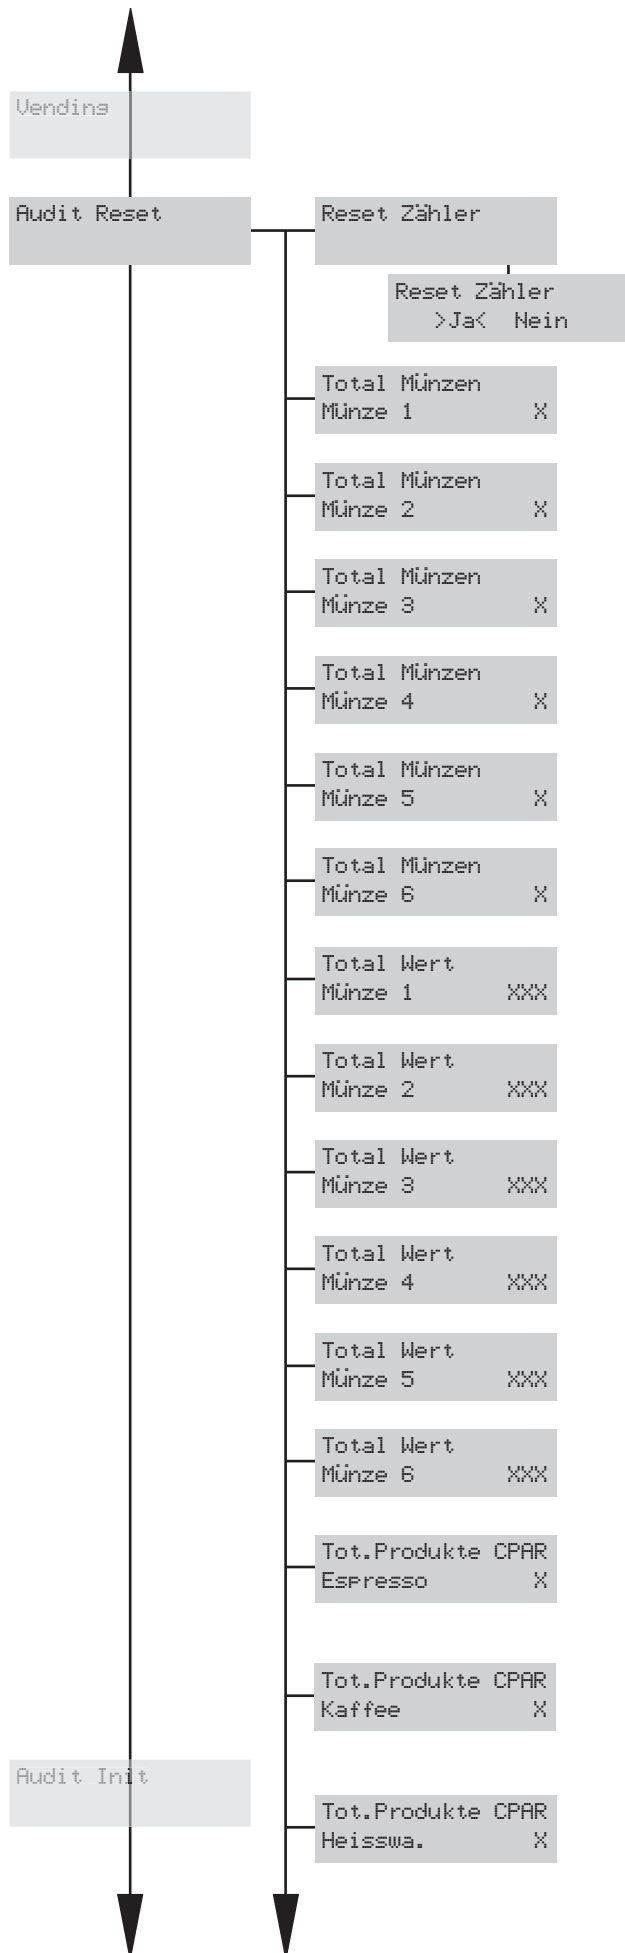 Vending
Audit Reset
Reset Zähler
Reset Zähler
>Ja< Nein
Total Münzen
Münze 1 X
Total Münzen
Münze 2 X
Total Münzen
Münze 3 X
Total Münzen
Münze 4 X
Total Münzen
Münze 5 X
Total Münzen
Münze 6 X
Total Wert
Münze 1 XXX
Total Wert
Münze 2 XXX
Total Wert
Münze 3 XXX
Total Wert
Münze 4 XXX
Total Wert
Münze 5 XXX
Total Wert
Münze 6 XXX
Tot.Produkte CPAR
Espresso X
Tot.Produkte CPAR
Kaffee X
Audit Init
Tot.Produkte CPAR
Heisswa. X